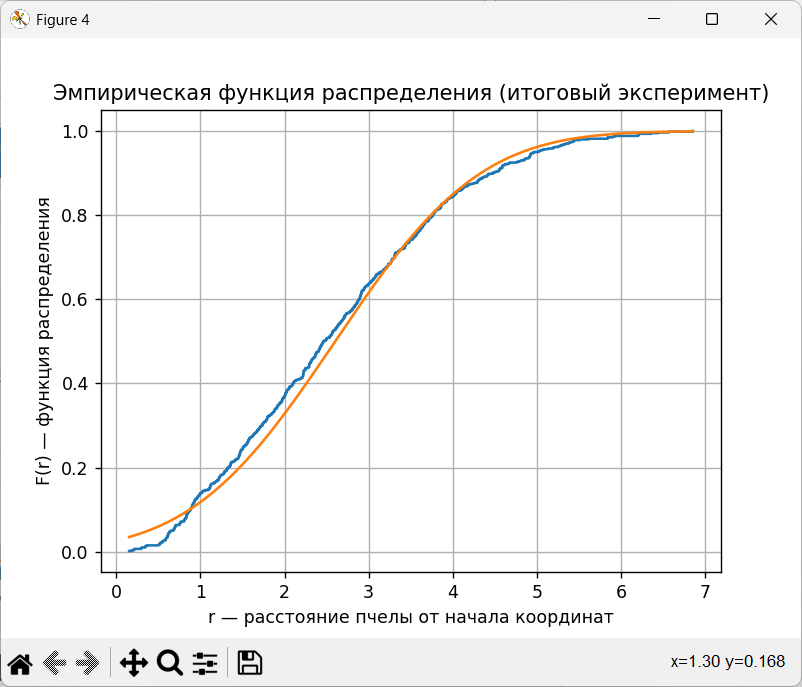 Figure 4
Эмпирическая функция распределения (итоговый эксперимент)
F(r) — функция распределения
1.0
0.8
0.6
0.4
0.2
0.0
0 1 2 3 4 5 6 7
r — расстояние пчелы от начала координат
x=1.30 y=0.168